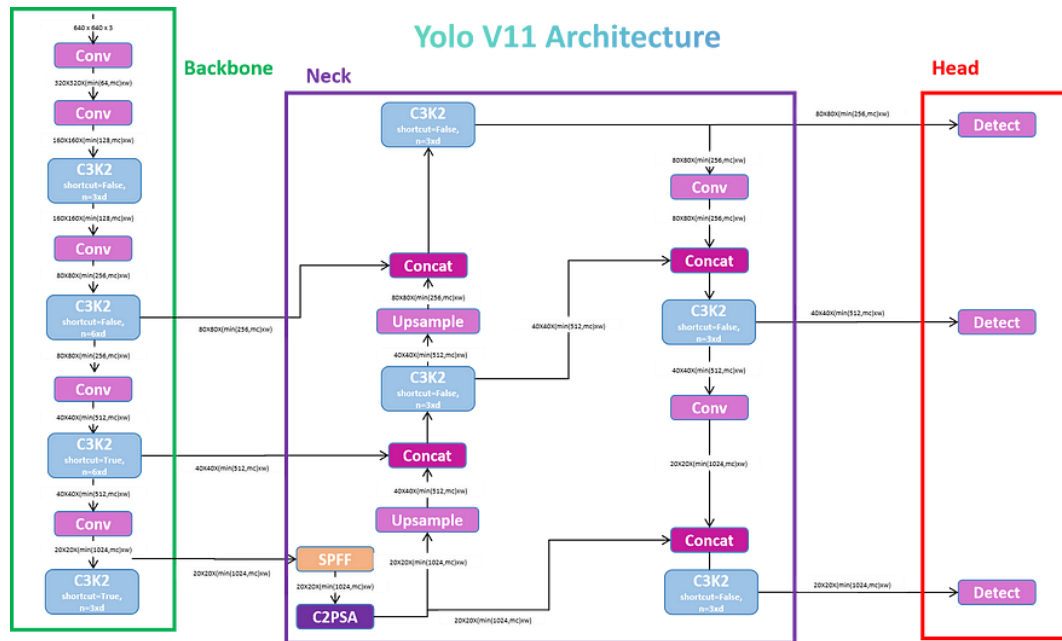 Yolo V11 Architecture
Backbone
640 x 640 x 3
Conv
320X320X(min(64,mc)xw)
Conv
160X160X(min(128,mc)xw)
C3K2
shortcut=False,
n=3xd
160X160X(min(128,mc)xw)
Conv
80X80X(min(256,mc)xw)
C3K2
shortcut=False,
n=6xd
80X80X(min(256,mc)xw)
80X80X(min(256,mc)xw)
Conv
40X40X(min(512,mc)xw)
C3K2
shortcut=True,
n=6xd
40X40X(min(512,mc)xw)
40X40X(min(512,mc)xw)
Conv
20X20X(min(1024,mc)xw)
20X20X(min(1024,mc)xw)
C3K2
shortcut=True,
n=3xd
Neck
C3K2
shortcut=False,
n=3xd
Concat
80X80X(min(256,mc)xw)
Upsample
40X40X(min(512,mc)xw)
C3K2
shortcut=False,
n=3xd
40X40X(min(512,mc)xw)
Concat
40X40X(min(512,mc)xw)
Upsample
20X20X(min(1024,mc)xw)
SPFF
20X20X(min(1024,mc)xw)
C2PSA
20X20X(min(1024,mc)xw)
80X80X(min(256,mc)xw)
Conv
80X80X(min(256,mc)xw)
Concat
C3K2
shortcut=False,
n=3xd
40X40X(min(512,mc)xw)
Conv
20X20X(min(1024,mc)xw)
Concat
C3K2
shortcut=False,
n=3xd
Head
80X80X(min(256,mc)xw)
Detect
40X40X(min(512,mc)xw)
Detect
20X20X(min(1024,mc)xw)
Detect